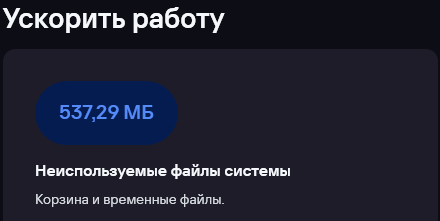 Ускорить работу
537,29 МБ
Неиспользуемые файлы системы
Корзина и временные файлы.